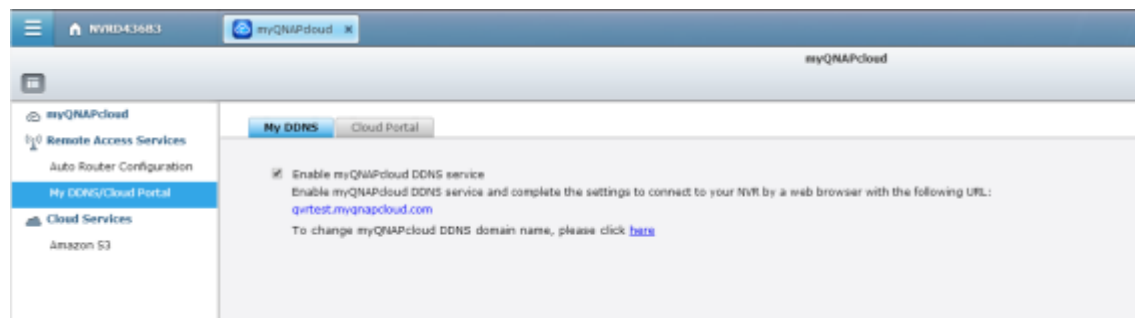 NVRD43683
myQNAPcloud
myQNAPcloud
myQNAPcloud
Remote Access Services
Auto Router Configuration
My DDNS/Cloud Portal
Cloud Services
Amazon S3
My DDNS
Cloud Portal
Enable myQNAPcloud DDNS service
Enable myQNAPcloud DDNS service and complete the settings to connect to your NVR by a web browser with the following URL:
qvrtest.myqnapcloud.com
To change myQNAPcloud DDNS domain name, please click here